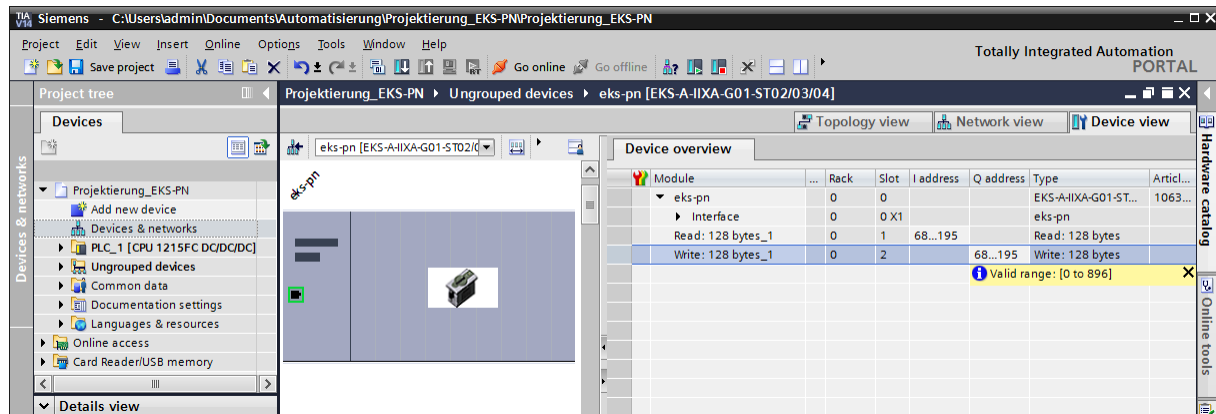 TIA V14 Siemens - C:\Users\admin\Documents\Automatisierung\Projektierung_EKS-PN\Projektierung_EKS-PN
Project Edit View Insert Online Options Tools Window Help
Totally Integrated Automation
PORTAL
Save project Go online Go offline
Project tree
Projektierung_EKS-PN Ungrouped devices eks-pn [EKS-A-IIXA-G01-ST02/03/04]
Devices
Topology view Network view Device view
eks-pn [EKS-A-IIXA-G01-ST02/0
Device overview
Module ... Rack Slot I address Q address Type Articl...
eks-pn 0 0 EKS-A-IIXA-G01-ST... 1063...
Interface 0 0 X1 eks-pn
Read: 128 bytes_1 0 1 68...195 Read: 128 bytes
Write: 128 bytes_1 0 2 68...195 Write: 128 bytes
Valid range: [0 to 896]
eks-pn
Projektierung_EKS-PN
Add new device
Devices & networks
PLC_1 [CPU 1215FC DC/DC/DC]
Ungrouped devices
Common data
Documentation settings
Languages & resources
Online access
Card Reader/USB memory
Details view
Devices & networks
Hardware catalog
Online tools